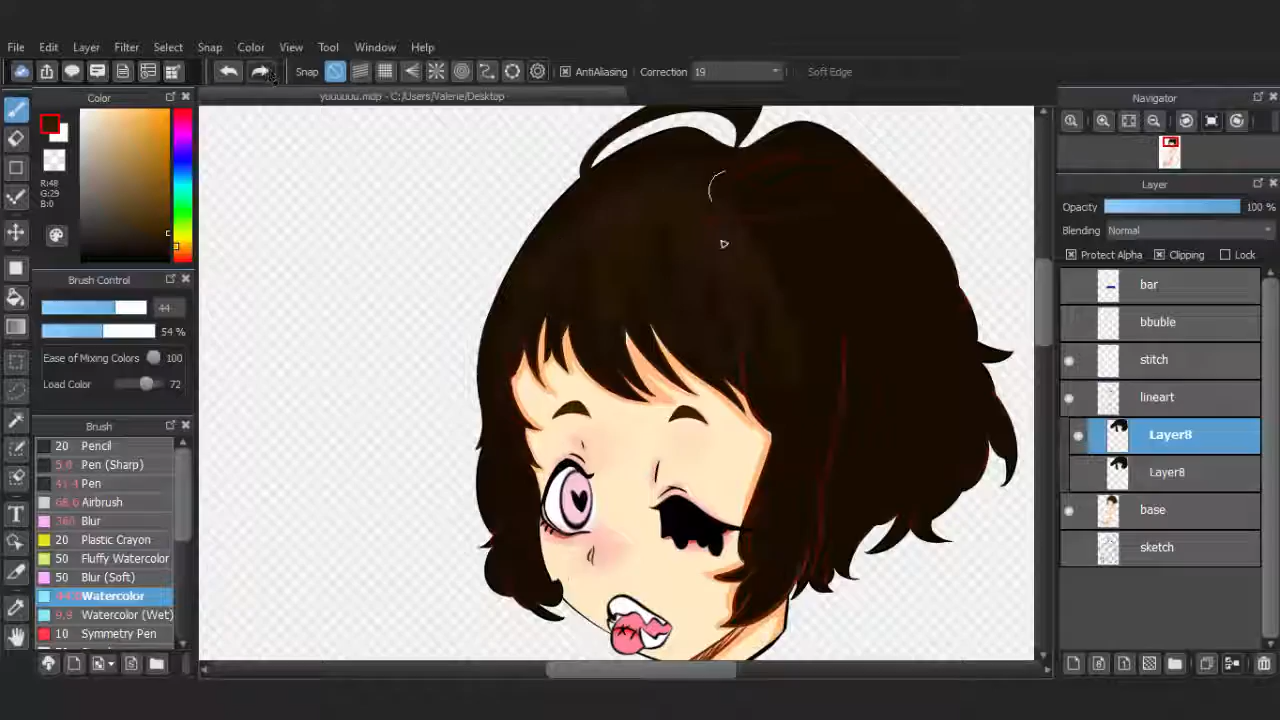 File Edit Layer Filter Select Snap Color View Tool Window Help
Snap AntiAliasing Correction 19 Soft Edge
yuuuuuu.mdp - C:/Users/Valerie/Desktop
Color
R:48
G:29
B:0
Brush Control
44
54 %
Ease of Mixing Colors 100
Load Color 72
Brush
20 Pencil
5.0 Pen (Sharp)
41.4 Pen
Airbrush
Blur
20 Plastic Crayon
50 Fluffy Watercolor
50 Blur (Soft)
Watercolor
9.9 Watercolor (Wet)
10 Symmetry Pen
Navigator
Layer
Opacity 100 %
Blending Normal
Protect Alpha Clipping Lock
bar
bbuble
stitch
lineart
Layer8
Layer8
base
sketch